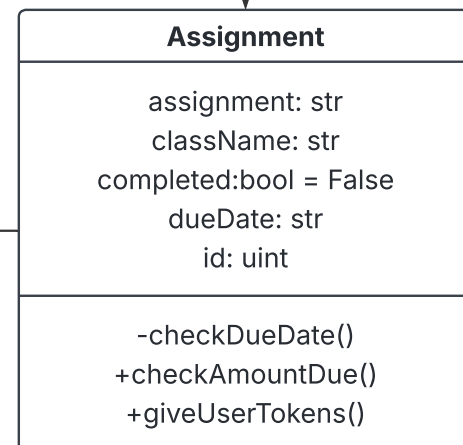 Assignment
assignment: str
className: str
completed:bool = False
dueDate: str
id: uint
-checkDueDate()
+checkAmountDue()
+giveUserTokens()